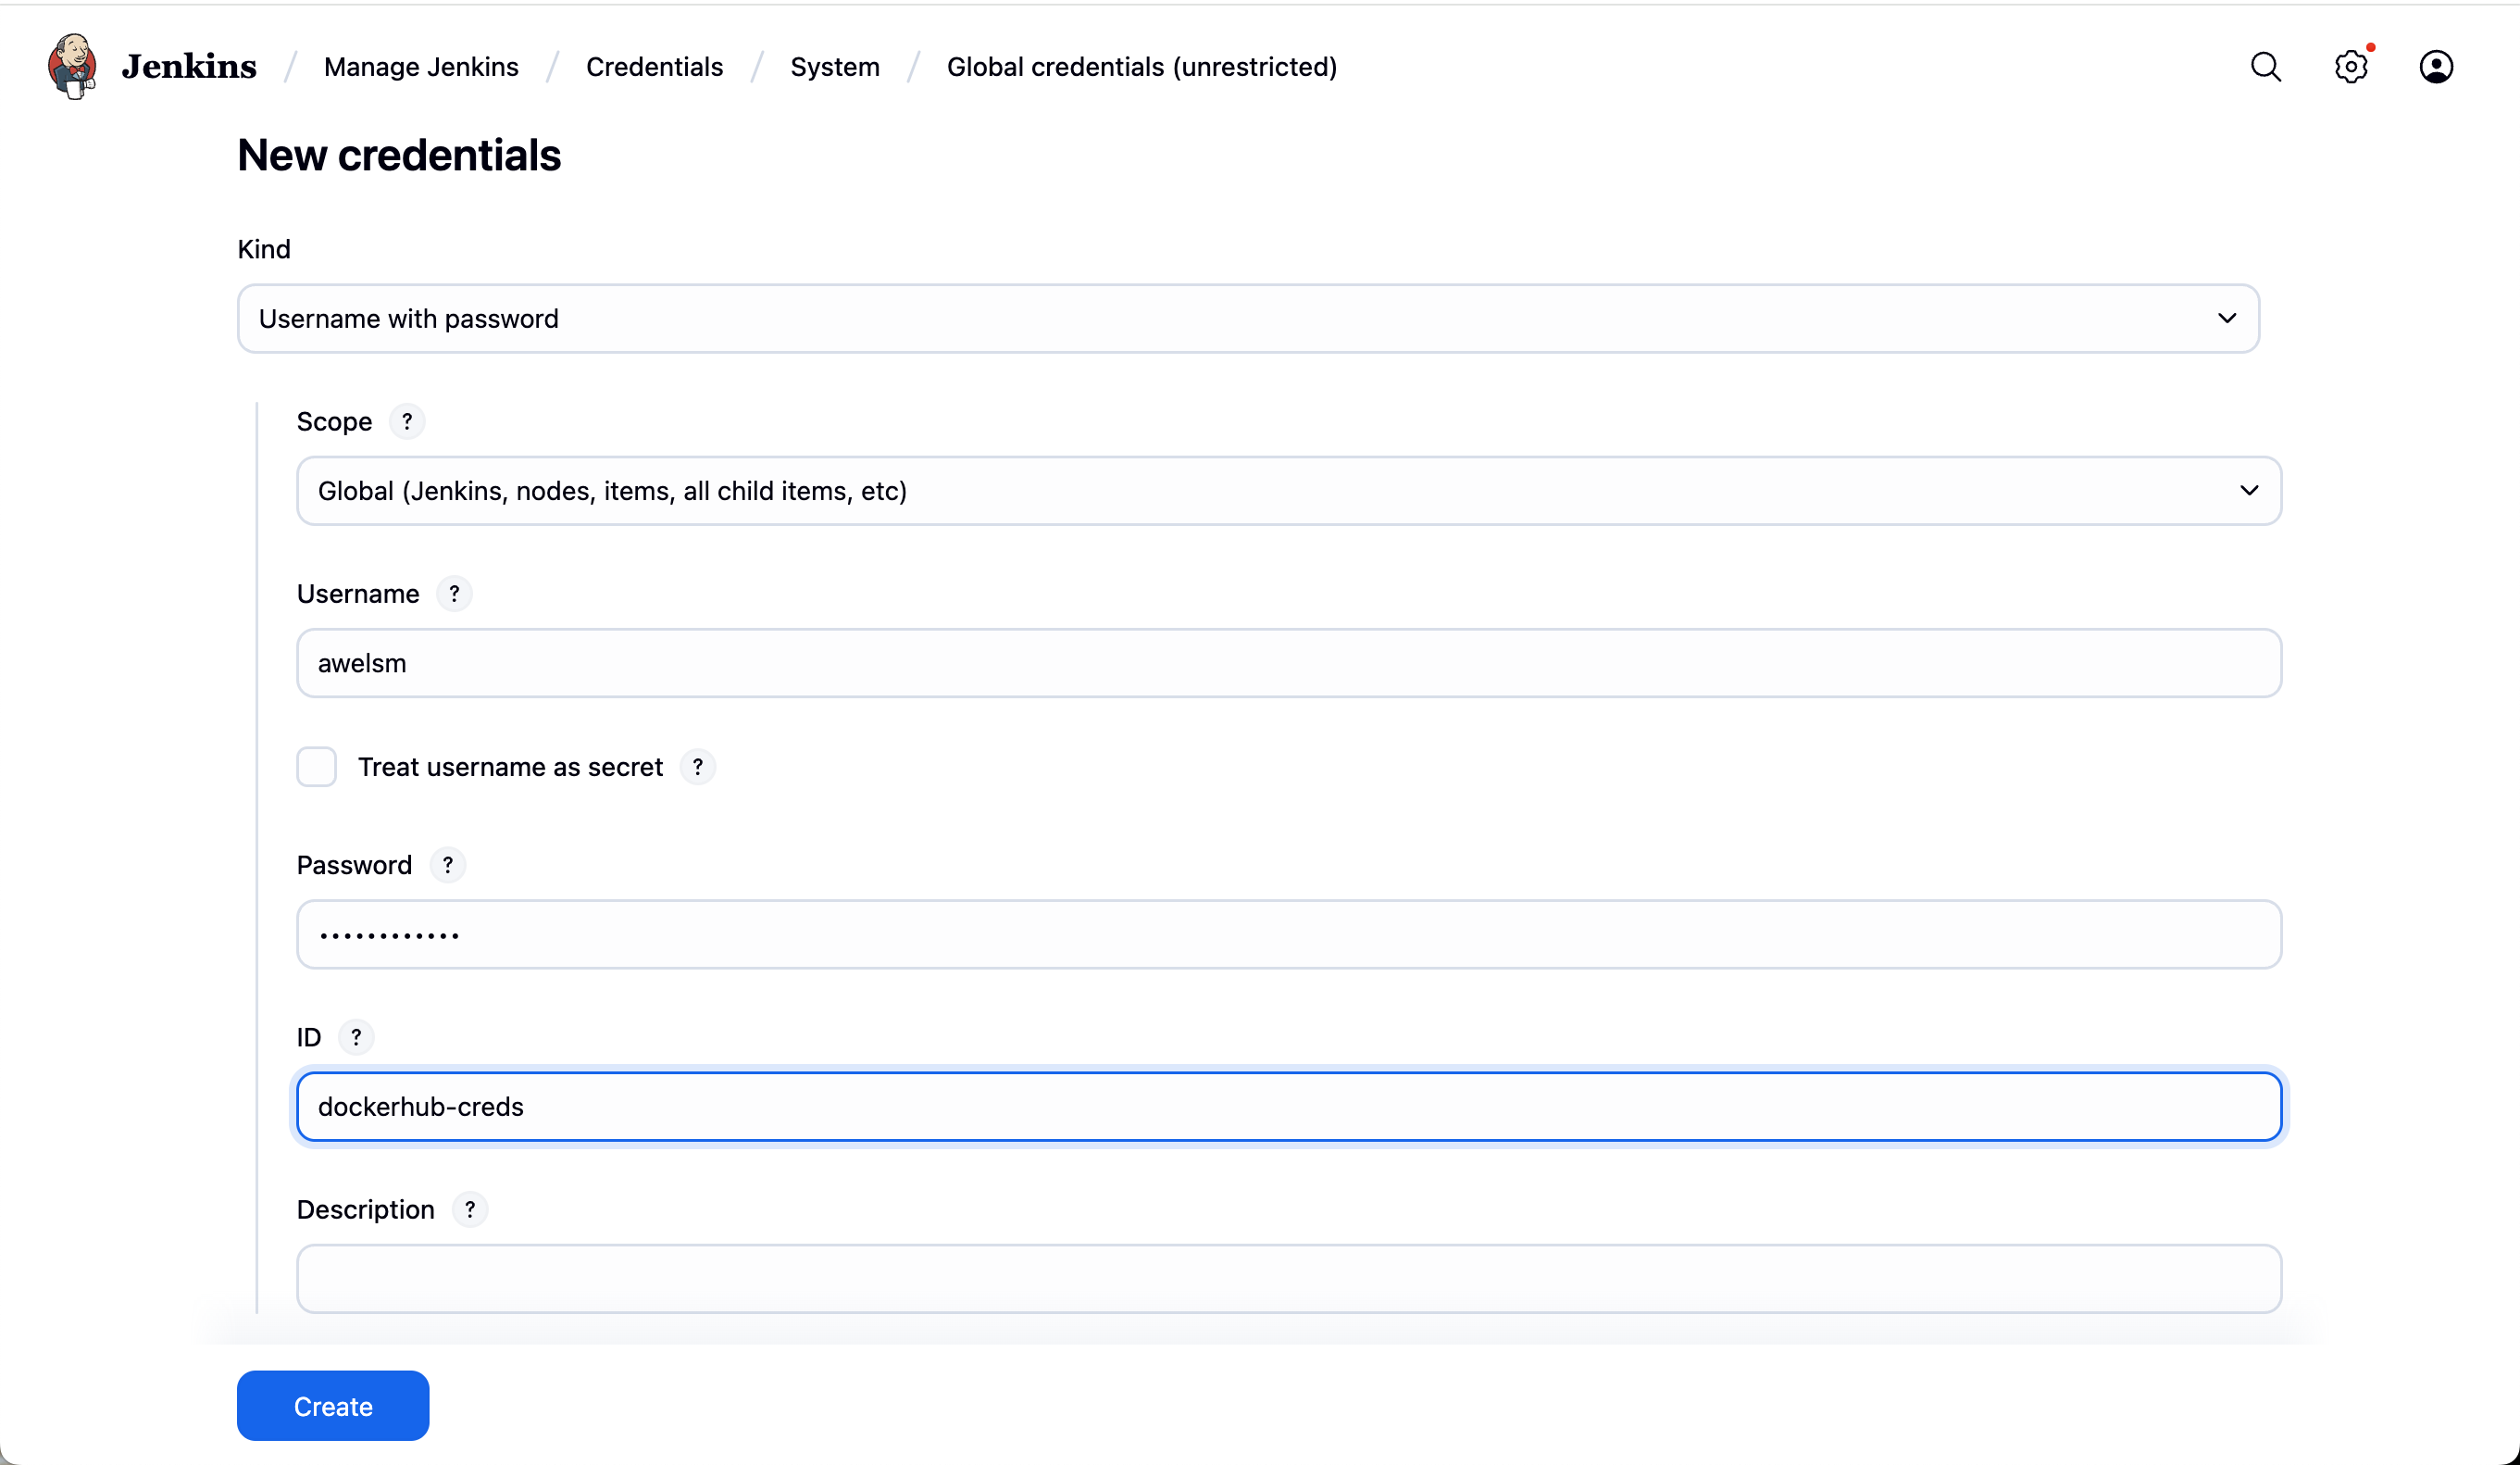 Jenkins / Manage Jenkins / Credentials / System / Global credentials (unrestricted)
New credentials
Kind
Username with password
Scope ?
Global (Jenkins, nodes, items, all child items, etc)
Username ?
awelsm
Treat username as secret ?
Password ?
••••••••••••
ID ?
dockerhub-creds
Description ?
Create